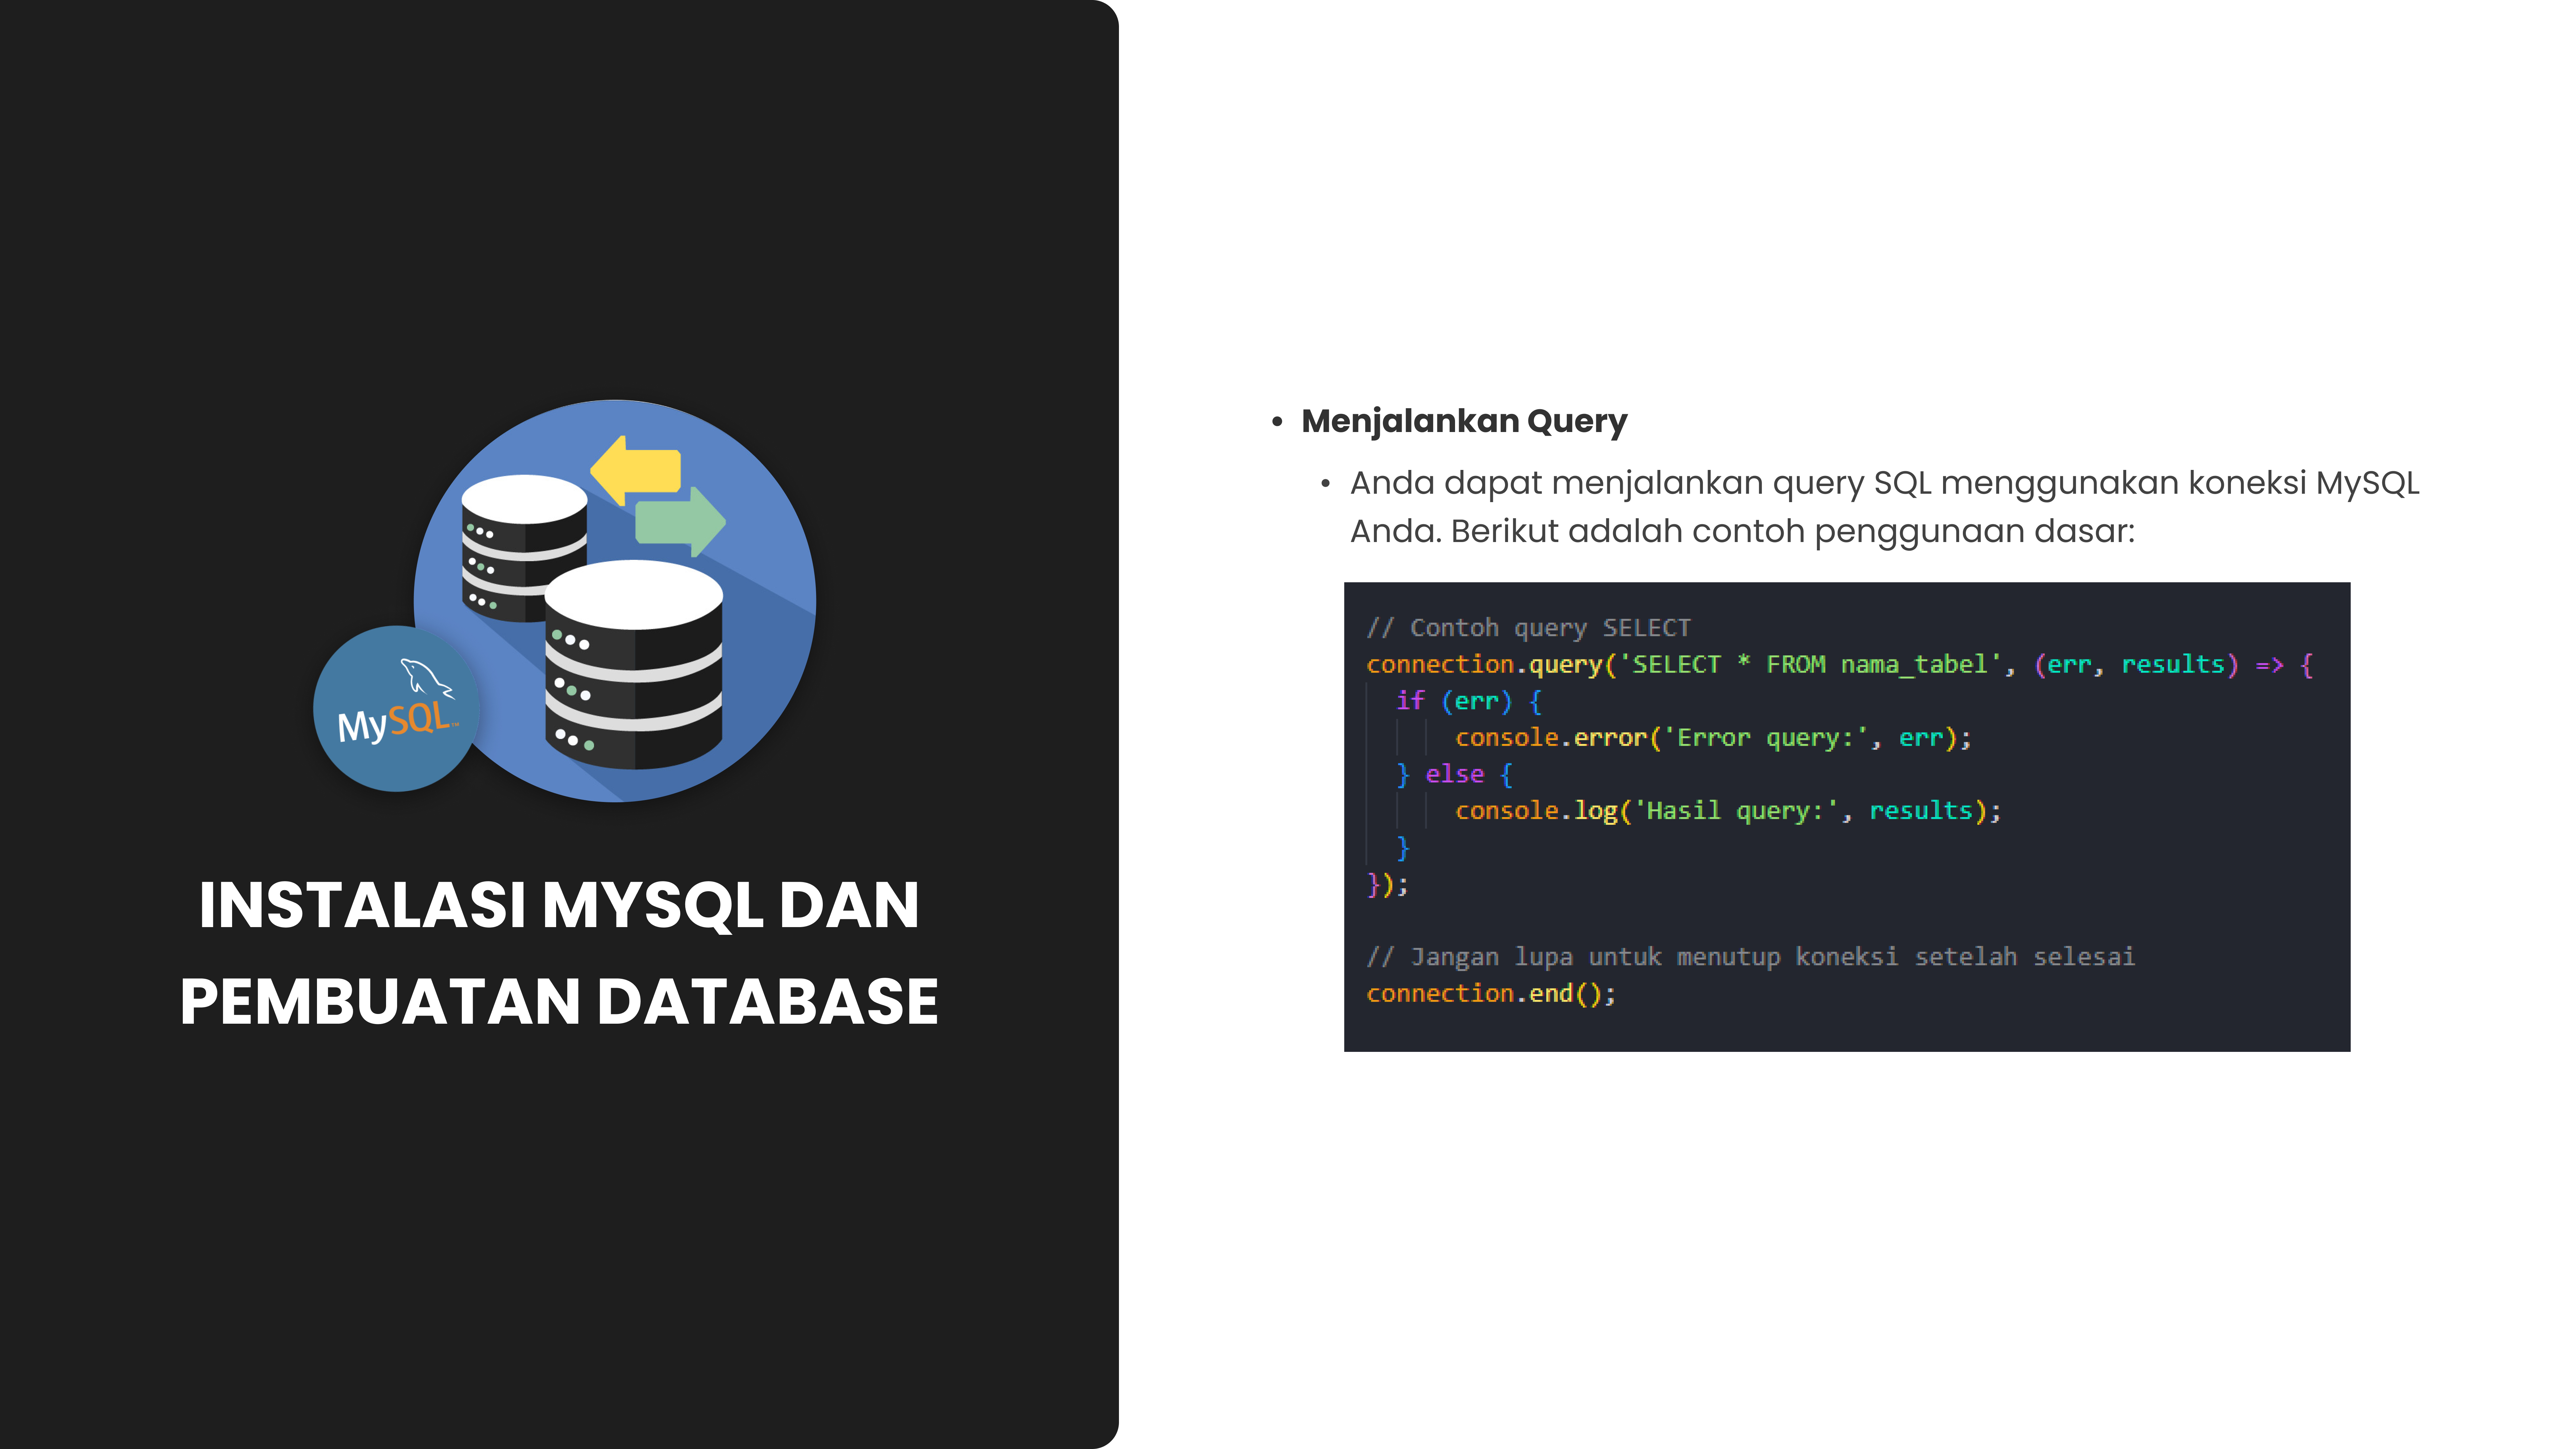 MySQL™
INSTALASI MYSQL DAN
PEMBUATAN DATABASE
• Menjalankan Query
• Anda dapat menjalankan query SQL menggunakan koneksi MySQL
Anda. Berikut adalah contoh penggunaan dasar:
// Contoh query SELECT
connection.query('SELECT * FROM nama_tabel', (err, results) => {
  if (err) {
      console.error('Error query:', err);
  } else {
      console.log('Hasil query:', results);
  }
});
// Jangan lupa untuk menutup koneksi setelah selesai
connection.end();